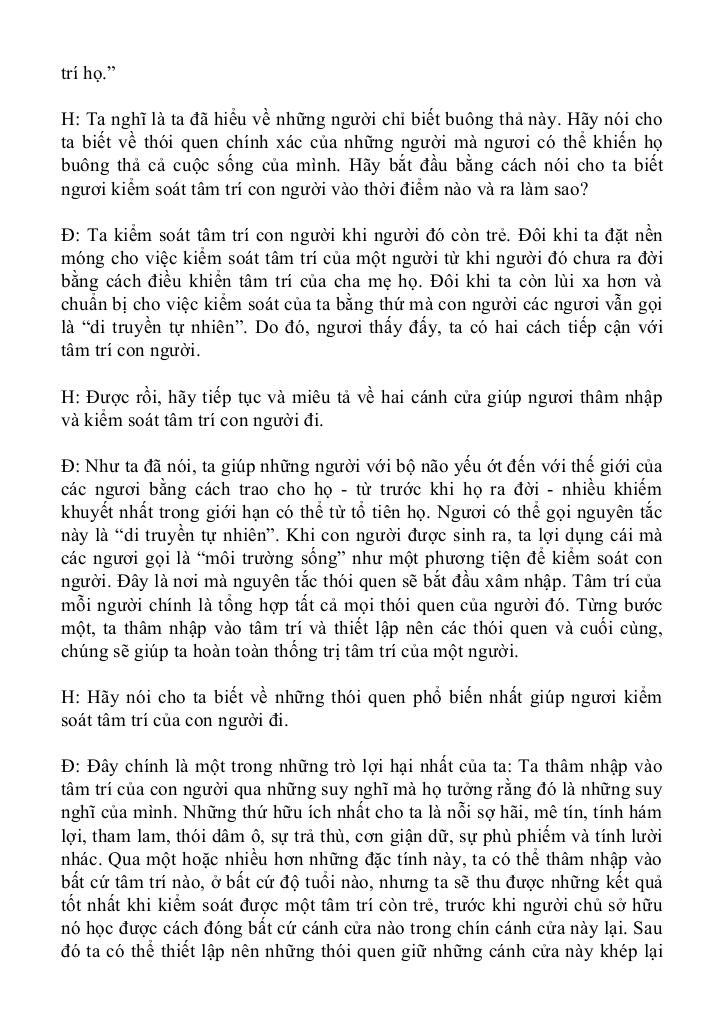 trí họ.”
H: Ta nghĩ là ta đã hiểu về những người chỉ biết buông thả này. Hãy nói cho
ta biết về thói quen chính xác của những người mà ngươi có thể khiến họ
buông thả cả cuộc sống của mình. Hãy bắt đầu bằng cách nói cho ta biết
ngươi kiểm soát tâm trí con người vào thời điểm nào và ra làm sao?
Đ: Ta kiểm soát tâm trí con người khi người đó còn trẻ. Đôi khi ta đặt nền
móng cho việc kiểm soát tâm trí của một người từ khi người đó chưa ra đời
bằng cách điều khiển tâm trí của cha mẹ họ. Đôi khi ta còn lùi xa hơn và
chuẩn bị cho việc kiểm soát của ta bằng thứ mà con người các ngươi vẫn gọi
là “di truyền tự nhiên”. Do đó, ngươi thấy đấy, ta có hai cách tiếp cận với
tâm trí con người.
H: Được rồi, hãy tiếp tục và miêu tả về hai cánh cửa giúp ngươi thâm nhập
và kiểm soát tâm trí con người đi.
Đ: Như ta đã nói, ta giúp những người với bộ não yếu ớt đến với thế giới của
các ngươi bằng cách trao cho họ - từ trước khi họ ra đời - nhiều khiếm
khuyết nhất trong giới hạn có thể từ tổ tiên họ. Ngươi có thể gọi nguyên tắc
này là “di truyền tự nhiên”. Khi con người được sinh ra, ta lợi dụng cái mà
các ngươi gọi là “môi trường sống” như một phương tiện để kiểm soát con
người. Đây là nơi mà nguyên tắc thói quen sẽ bắt đầu xâm nhập. Tâm trí của
mỗi người chính là tổng hợp tất cả mọi thói quen của người đó. Từng bước
một, ta thâm nhập vào tâm trí và thiết lập nên các thói quen và cuối cùng,
chúng sẽ giúp ta hoàn toàn thống trị tâm trí của một người.
H: Hãy nói cho ta biết về những thói quen phổ biến nhất giúp ngươi kiểm
soát tâm trí của con người đi.
Đ: Đây chính là một trong những trò lợi hại nhất của ta: Ta thâm nhập vào
tâm trí của con người qua những suy nghĩ mà họ tưởng rằng đó là những suy
nghĩ của mình. Những thứ hữu ích nhất cho ta là nỗi sợ hãi, mê tín, tính hám
lợi, tham lam, thói dâm ô, sự trả thù, cơn giận dữ, sự phù phiếm và tính lười
nhác. Qua một hoặc nhiều hơn những đặc tính này, ta có thể thâm nhập vào
bất cứ tâm trí nào, ở bất cứ độ tuổi nào, nhưng ta sẽ thu được những kết quả
tốt nhất khi kiểm soát được một tâm trí còn trẻ, trước khi người chủ sở hữu
nó học được cách đóng bất cứ cánh cửa nào trong chín cánh cửa này lại. Sau
đó ta có thể thiết lập nên những thói quen giữ những cánh cửa này khép lại